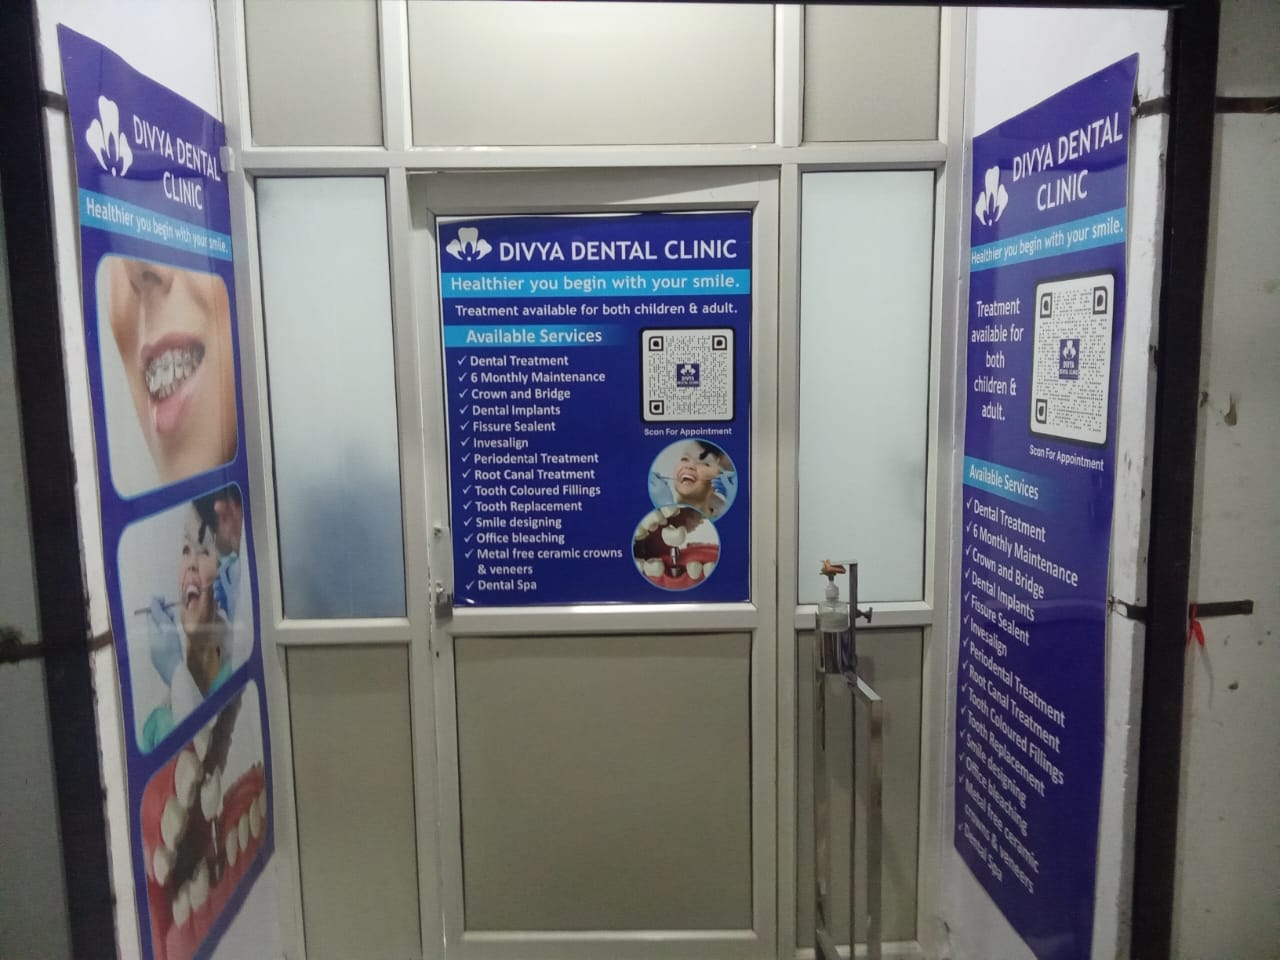 DIVYA DENTAL
CLINIC
Healthier you begin with your smile.
DIVYA DENTAL CLINIC
Healthier you begin with your smile.
Treatment available for both children & adult.
Available Services
✓ Dental Treatment
✓ 6 Monthly Maintenance
✓ Crown and Bridge
✓ Dental Implants
✓ Fissure Sealent
✓ Invesalign
✓ Periodental Treatment
✓ Root Canal Treatment
✓ Tooth Coloured Fillings
✓ Tooth Replacement
✓ Smile designing
✓ Office bleaching
✓ Metal free ceramic crowns
& veneers
✓ Dental Spa
DIVYA
DENTAL CLINIC
Scan For Appointment
DIVYA DENTAL
CLINIC
Healthier you begin with your smile.
Treatment
available for
both
children &
adult.
DIVYA
DENTAL CLINIC
Scan For Appointment
Available Services
✓ Dental Treatment
✓ 6 Monthly Maintenance
✓ Crown and Bridge
✓ Dental Implants
✓ Fissure Sealent
✓ Invesalign
✓ Periodental Treatment
✓ Root Canal Treatment
✓ Tooth Coloured Fillings
✓ Tooth Replacement
✓ Smile designing
✓ Office bleaching
✓ Metal free ceramic
crowns & veneers
✓ Dental Spa